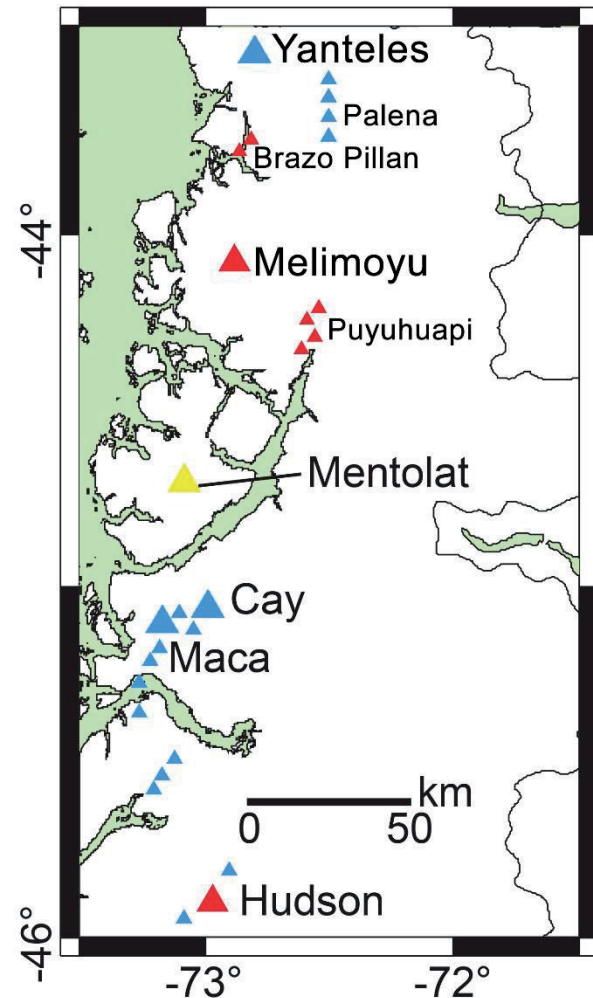 Yanteles
Palena
Brazo Pillan
-44°
Melimoyu
Puyuhuapi
Mentolat
Cay
Maca
km
0 50
Hudson
-46°
-73° -72°